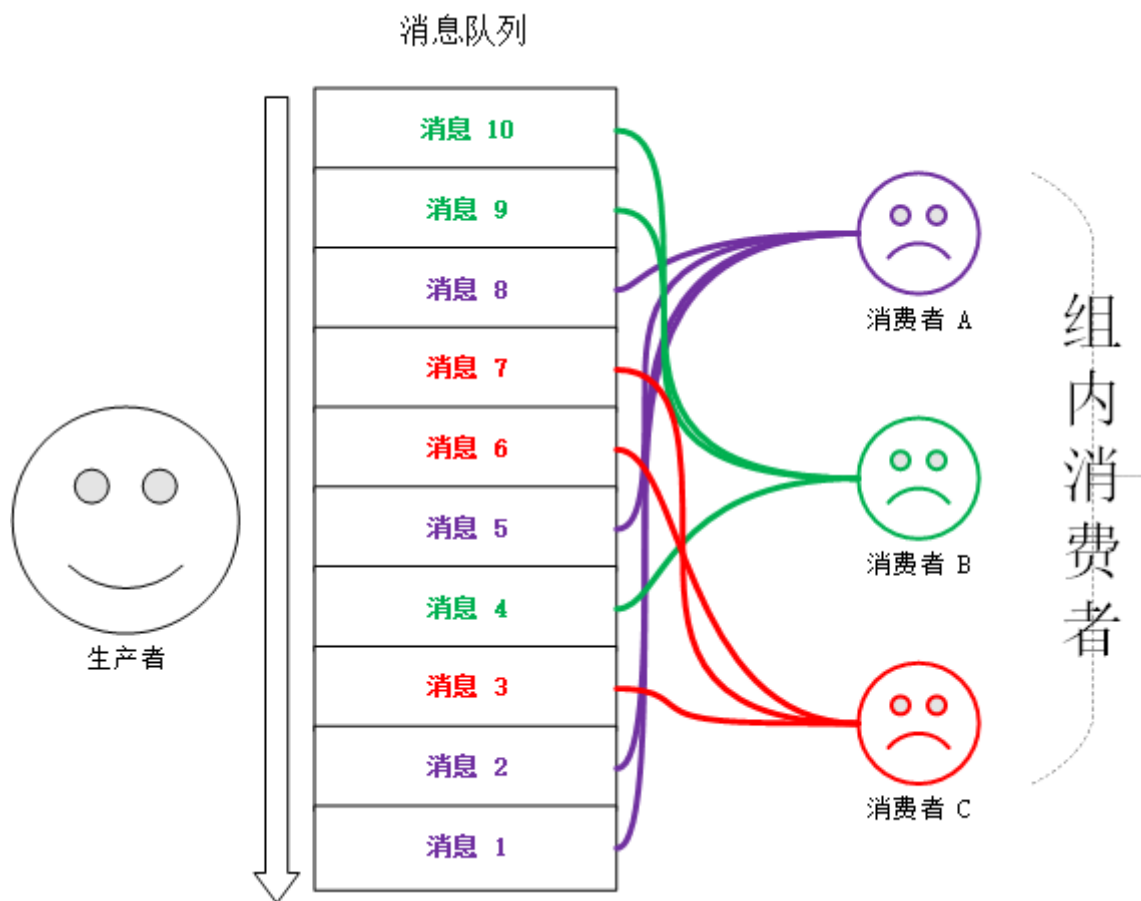 消息队列
消息 10
消息 9
消息 8
消息 7
消息 6
消息 5
消息 4
消息 3
消息 2
消息 1
生产者
消费者 A
消费者 B
消费者 C
组内消费者